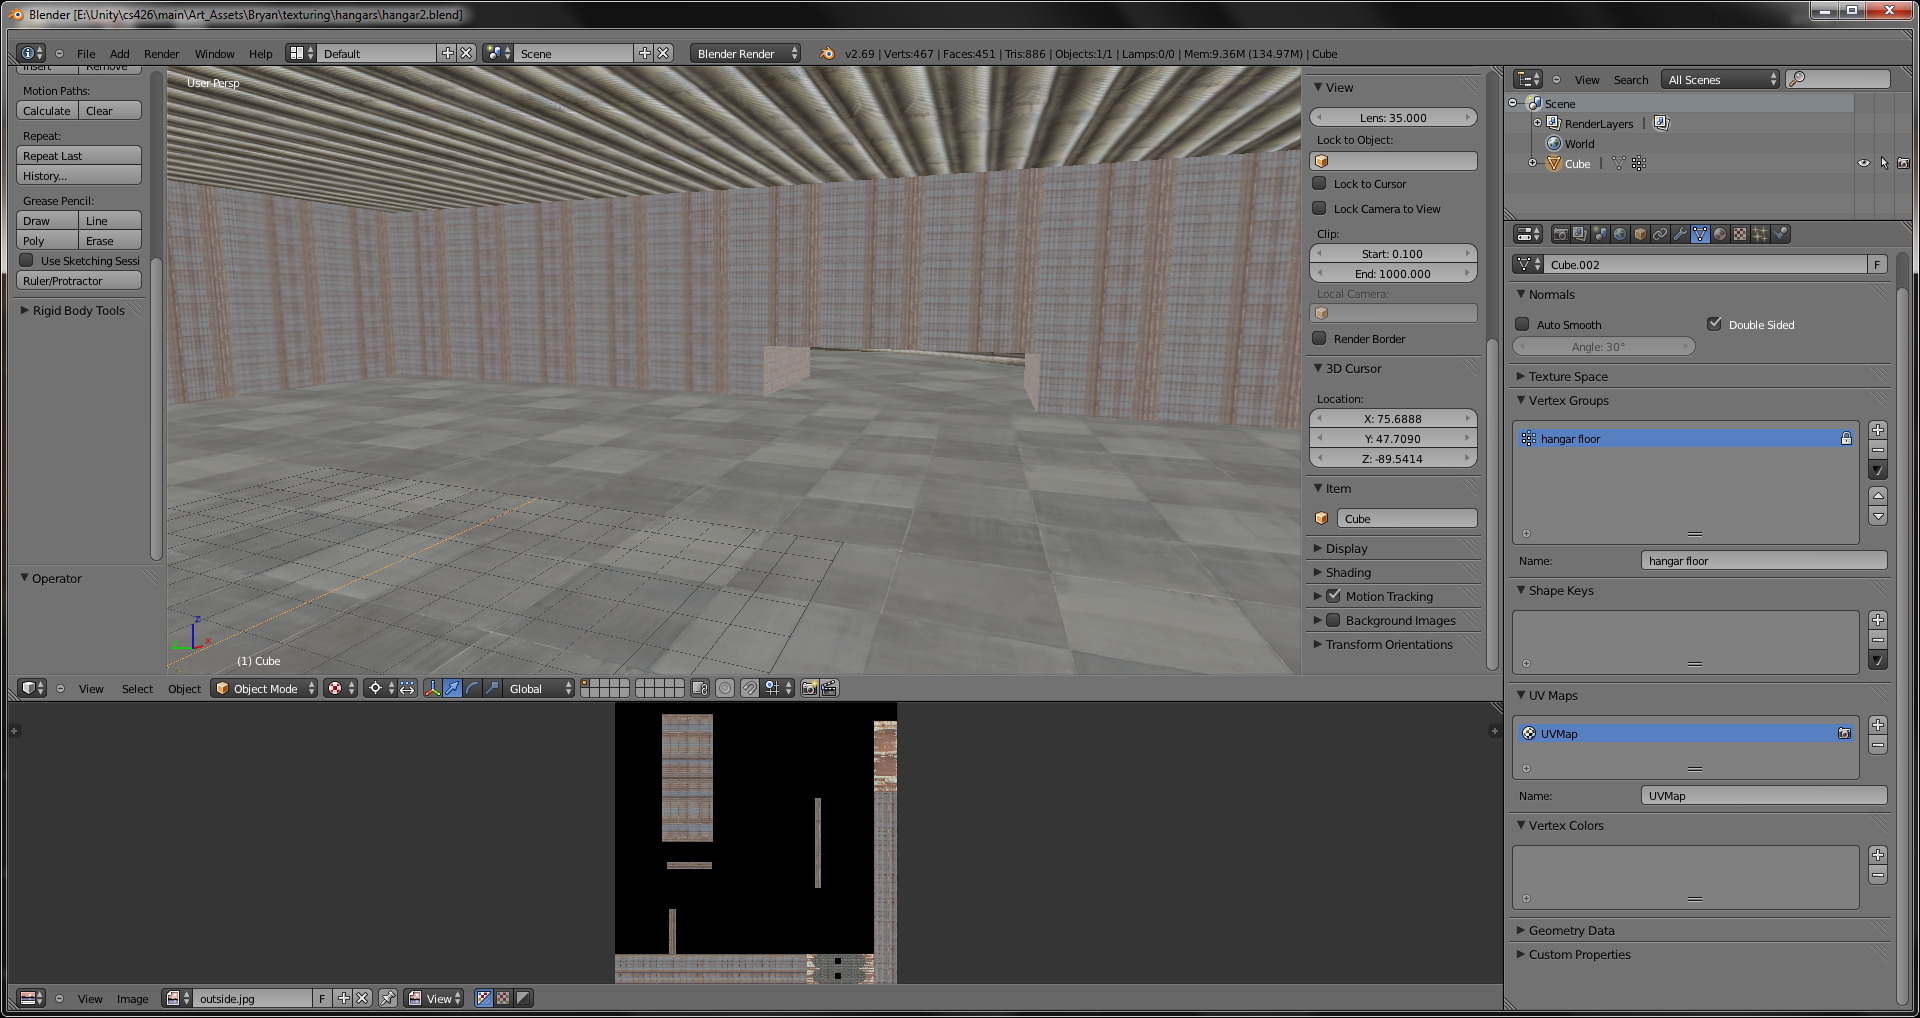 Blender [E:\Unity\cs426\main\Art_Assets\Bryan\texturing\hangars\hangar2.blend]
File Add Render Window Help Default Scene Blender Render v2.69 | Verts:467 | Faces:451 | Tris:886 | Objects:1/1 | Lamps:0/0 | Mem:9.36M (134.97M) | Cube
Insert Remove
Motion Paths:
Calculate Clear
Repeat:
Repeat Last
History...
Grease Pencil:
Draw Line
Poly Erase
Use Sketching Sessi
Ruler/Protractor
Rigid Body Tools
Operator
User Persp
(1) Cube
View
Lens: 35.000
Lock to Object:
Lock to Cursor
Lock Camera to View
Clip:
Start: 0.100
End: 1000.000
Local Camera:
Render Border
3D Cursor
Location:
X: 75.6888
Y: 47.7090
Z: -89.5414
Item
Cube
Display
Shading
Motion Tracking
Background Images
Transform Orientations
View Select Object Object Mode Global
View Image outside.jpg F View
View Search All Scenes
Scene
RenderLayers |
World
Cube |
Cube.002 F
Normals
Auto Smooth Double Sided
Angle: 30°
Texture Space
Vertex Groups
hangar floor
Name: hangar floor
Shape Keys
UV Maps
UVMap
Name: UVMap
Vertex Colors
Geometry Data
Custom Properties